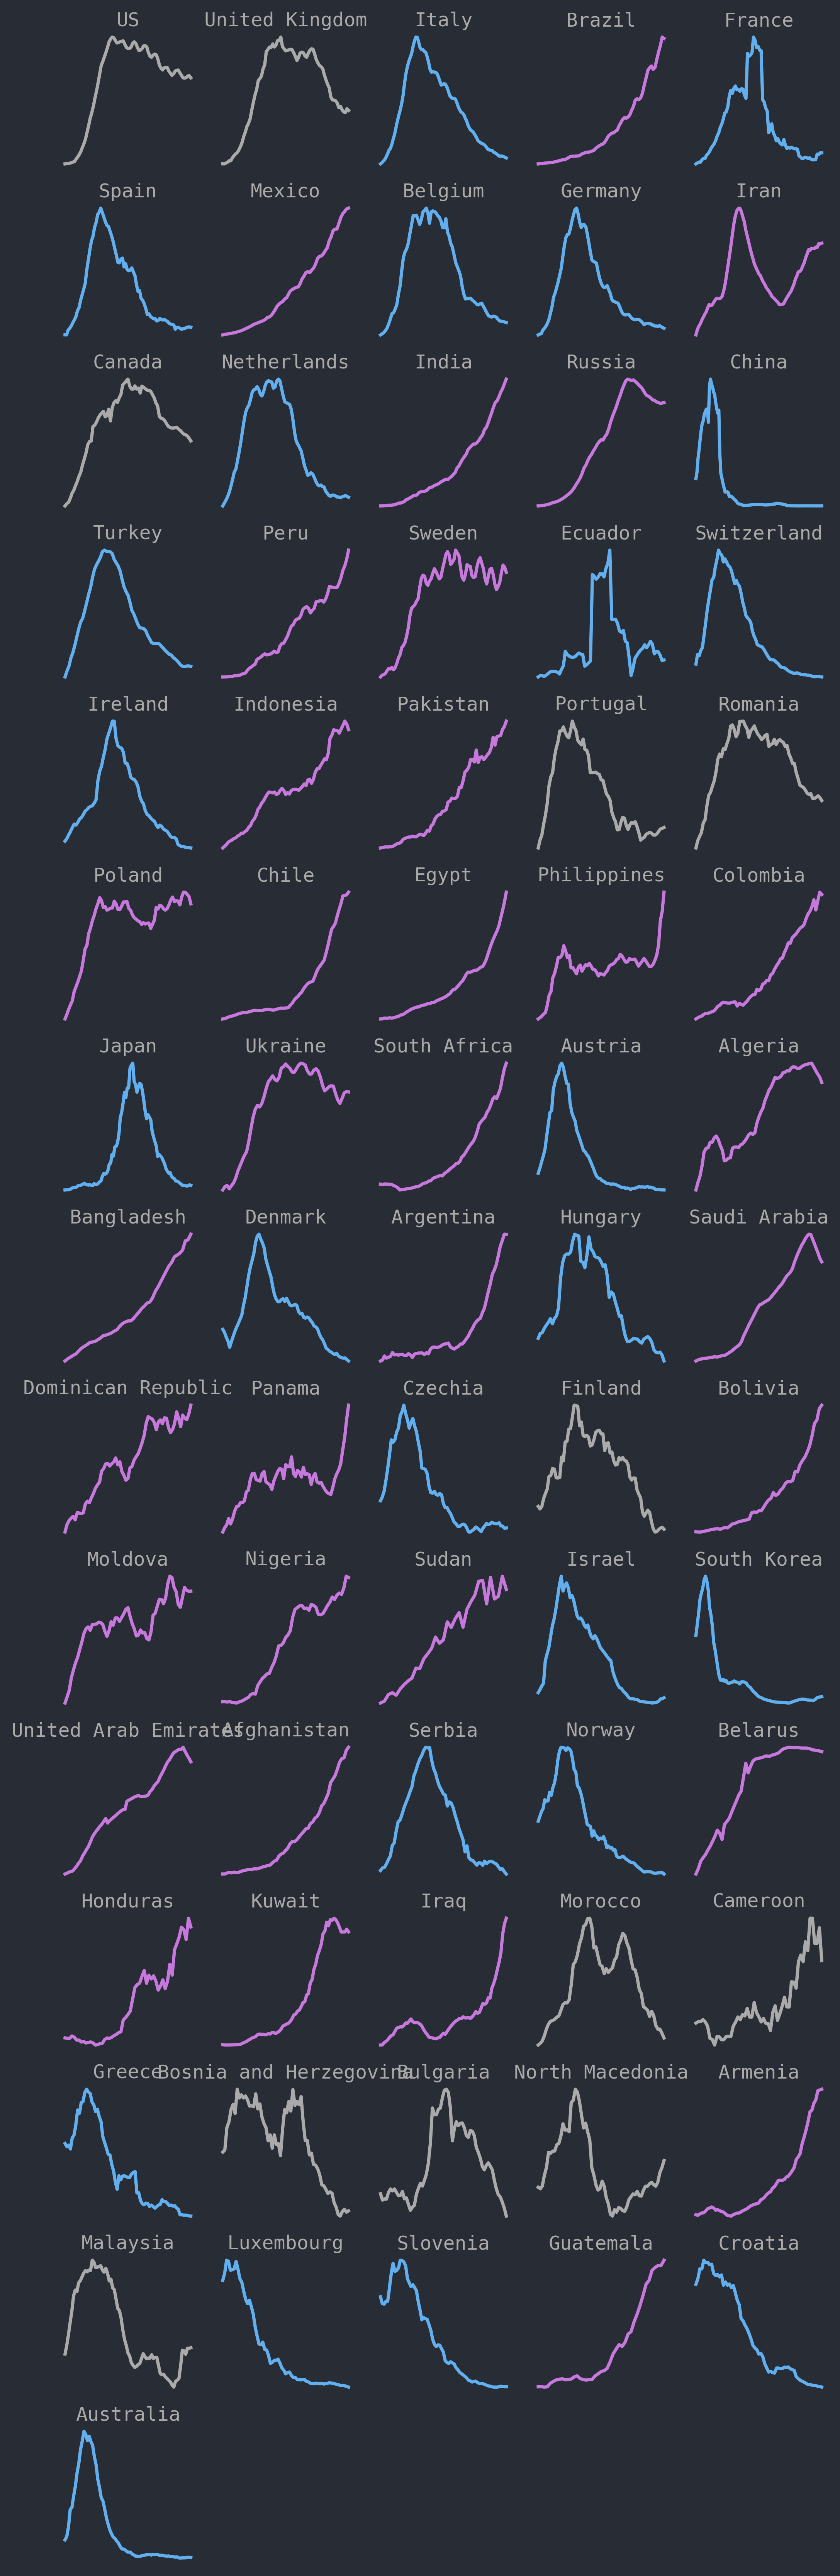 US United Kingdom Italy Brazil France
Spain Mexico Belgium Germany Iran
Canada Netherlands India Russia China
Turkey Peru Sweden Ecuador Switzerland
Ireland Indonesia Pakistan Portugal Romania
Poland Chile Egypt Philippines Colombia
Japan Ukraine South Africa Austria Algeria
Bangladesh Denmark Argentina Hungary Saudi Arabia
Dominican Republic Panama Czechia Finland Bolivia
Moldova Nigeria Sudan Israel South Korea
United Arab Emirates Afghanistan Serbia Norway Belarus
Honduras Kuwait Iraq Morocco Cameroon
Greece Bosnia and Herzegovina Bulgaria North Macedonia Armenia
Malaysia Luxembourg Slovenia Guatemala Croatia
Australia